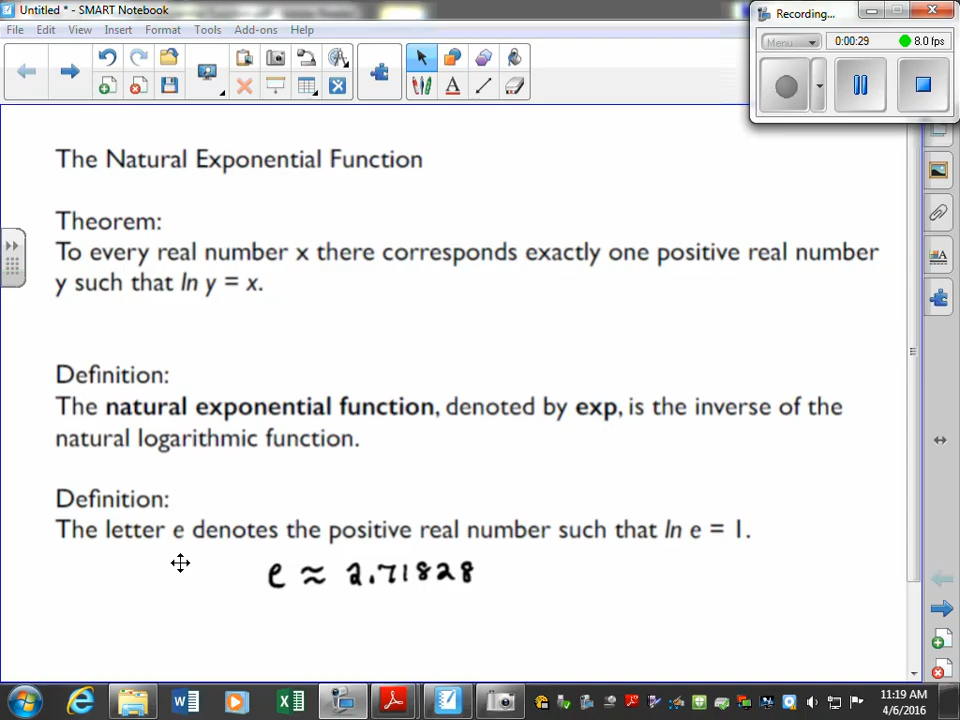 Untitled * - SMART Notebook
Recording...
File Edit View Insert Format Tools Add-ons Help
Menu 0:00:29 8.0 fps
The Natural Exponential Function
Theorem:
To every real number x there corresponds exactly one positive real number
y such that ln y = x.
Definition:
The natural exponential function, denoted by exp, is the inverse of the
natural logarithmic function.
Definition:
The letter e denotes the positive real number such that ln e = 1.
e ≈ 2.71828
11:19 AM
4/6/2016